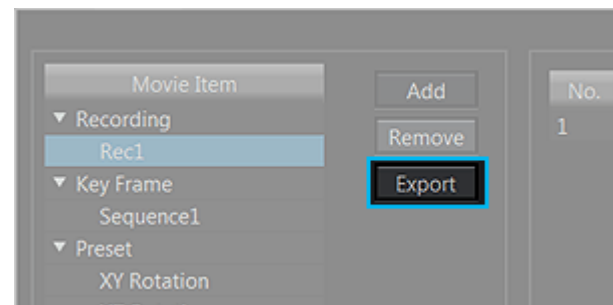 Movie Item
▼ Recording
Rec1
▼ Key Frame
Sequence1
▼ Preset
XY Rotation
Add
Remove
Export
No.
1